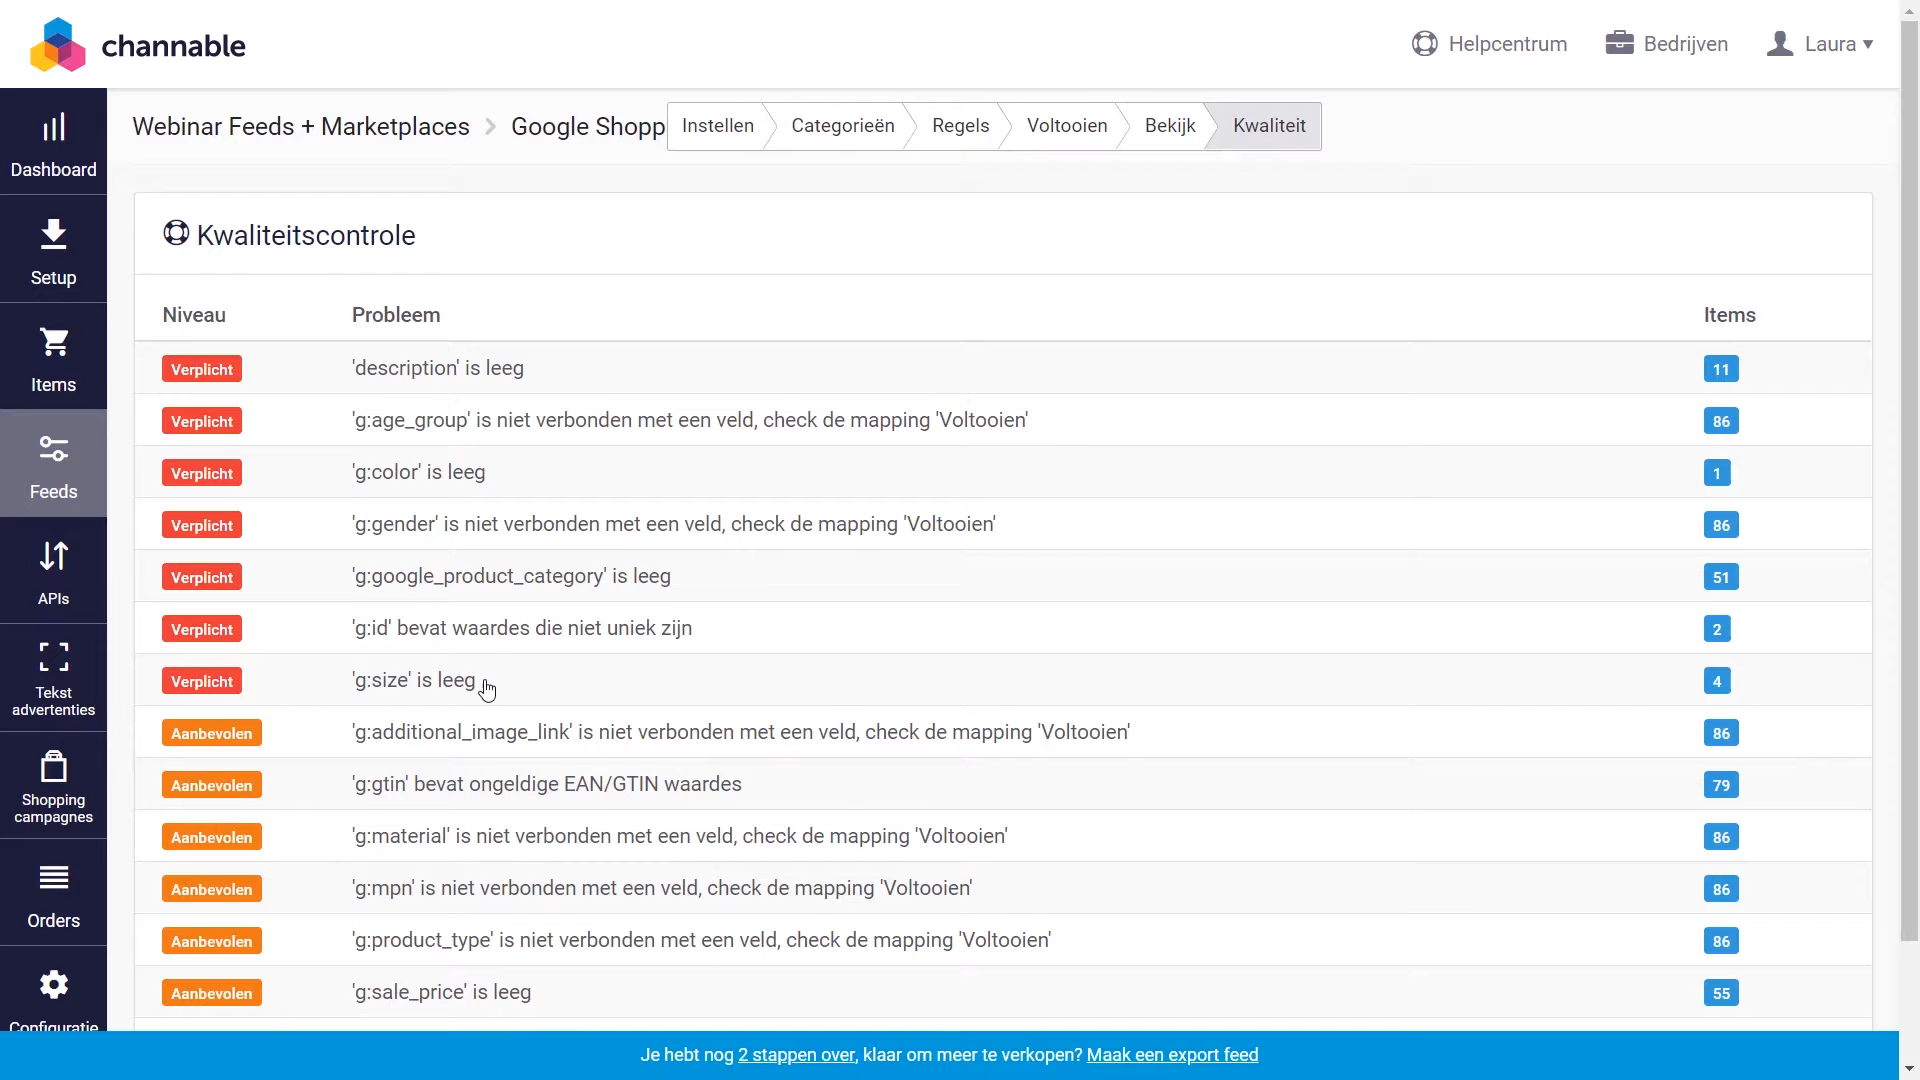 channable
Helpcentrum
Bedrijven
Laura
Webinar Feeds + Marketplaces
Google Shopp
Instellen
Categorieën
Regels
Voltooien
Bekijk
Kwaliteit
Dashboard
Setup
Items
Feeds
APIs
Tekst
advertenties
Shopping
campagnes
Orders
Configuratie
Kwaliteitscontrole
Niveau Probleem Items
Verplicht 'description' is leeg 11
Verplicht 'g:age_group' is niet verbonden met een veld, check de mapping 'Voltooien' 86
Verplicht 'g:color' is leeg 1
Verplicht 'g:gender' is niet verbonden met een veld, check de mapping 'Voltooien' 86
Verplicht 'g:google_product_category' is leeg 51
Verplicht 'g:id' bevat waardes die niet uniek zijn 2
Verplicht 'g:size' is leeg 4
Aanbevolen 'g:additional_image_link' is niet verbonden met een veld, check de mapping 'Voltooien' 86
Aanbevolen 'g:gtin' bevat ongeldige EAN/GTIN waardes 79
Aanbevolen 'g:material' is niet verbonden met een veld, check de mapping 'Voltooien' 86
Aanbevolen 'g:mpn' is niet verbonden met een veld, check de mapping 'Voltooien' 86
Aanbevolen 'g:product_type' is niet verbonden met een veld, check de mapping 'Voltooien' 86
Aanbevolen 'g:sale_price' is leeg 55
Je hebt nog 2 stappen over, klaar om meer te verkopen? Maak een export feed